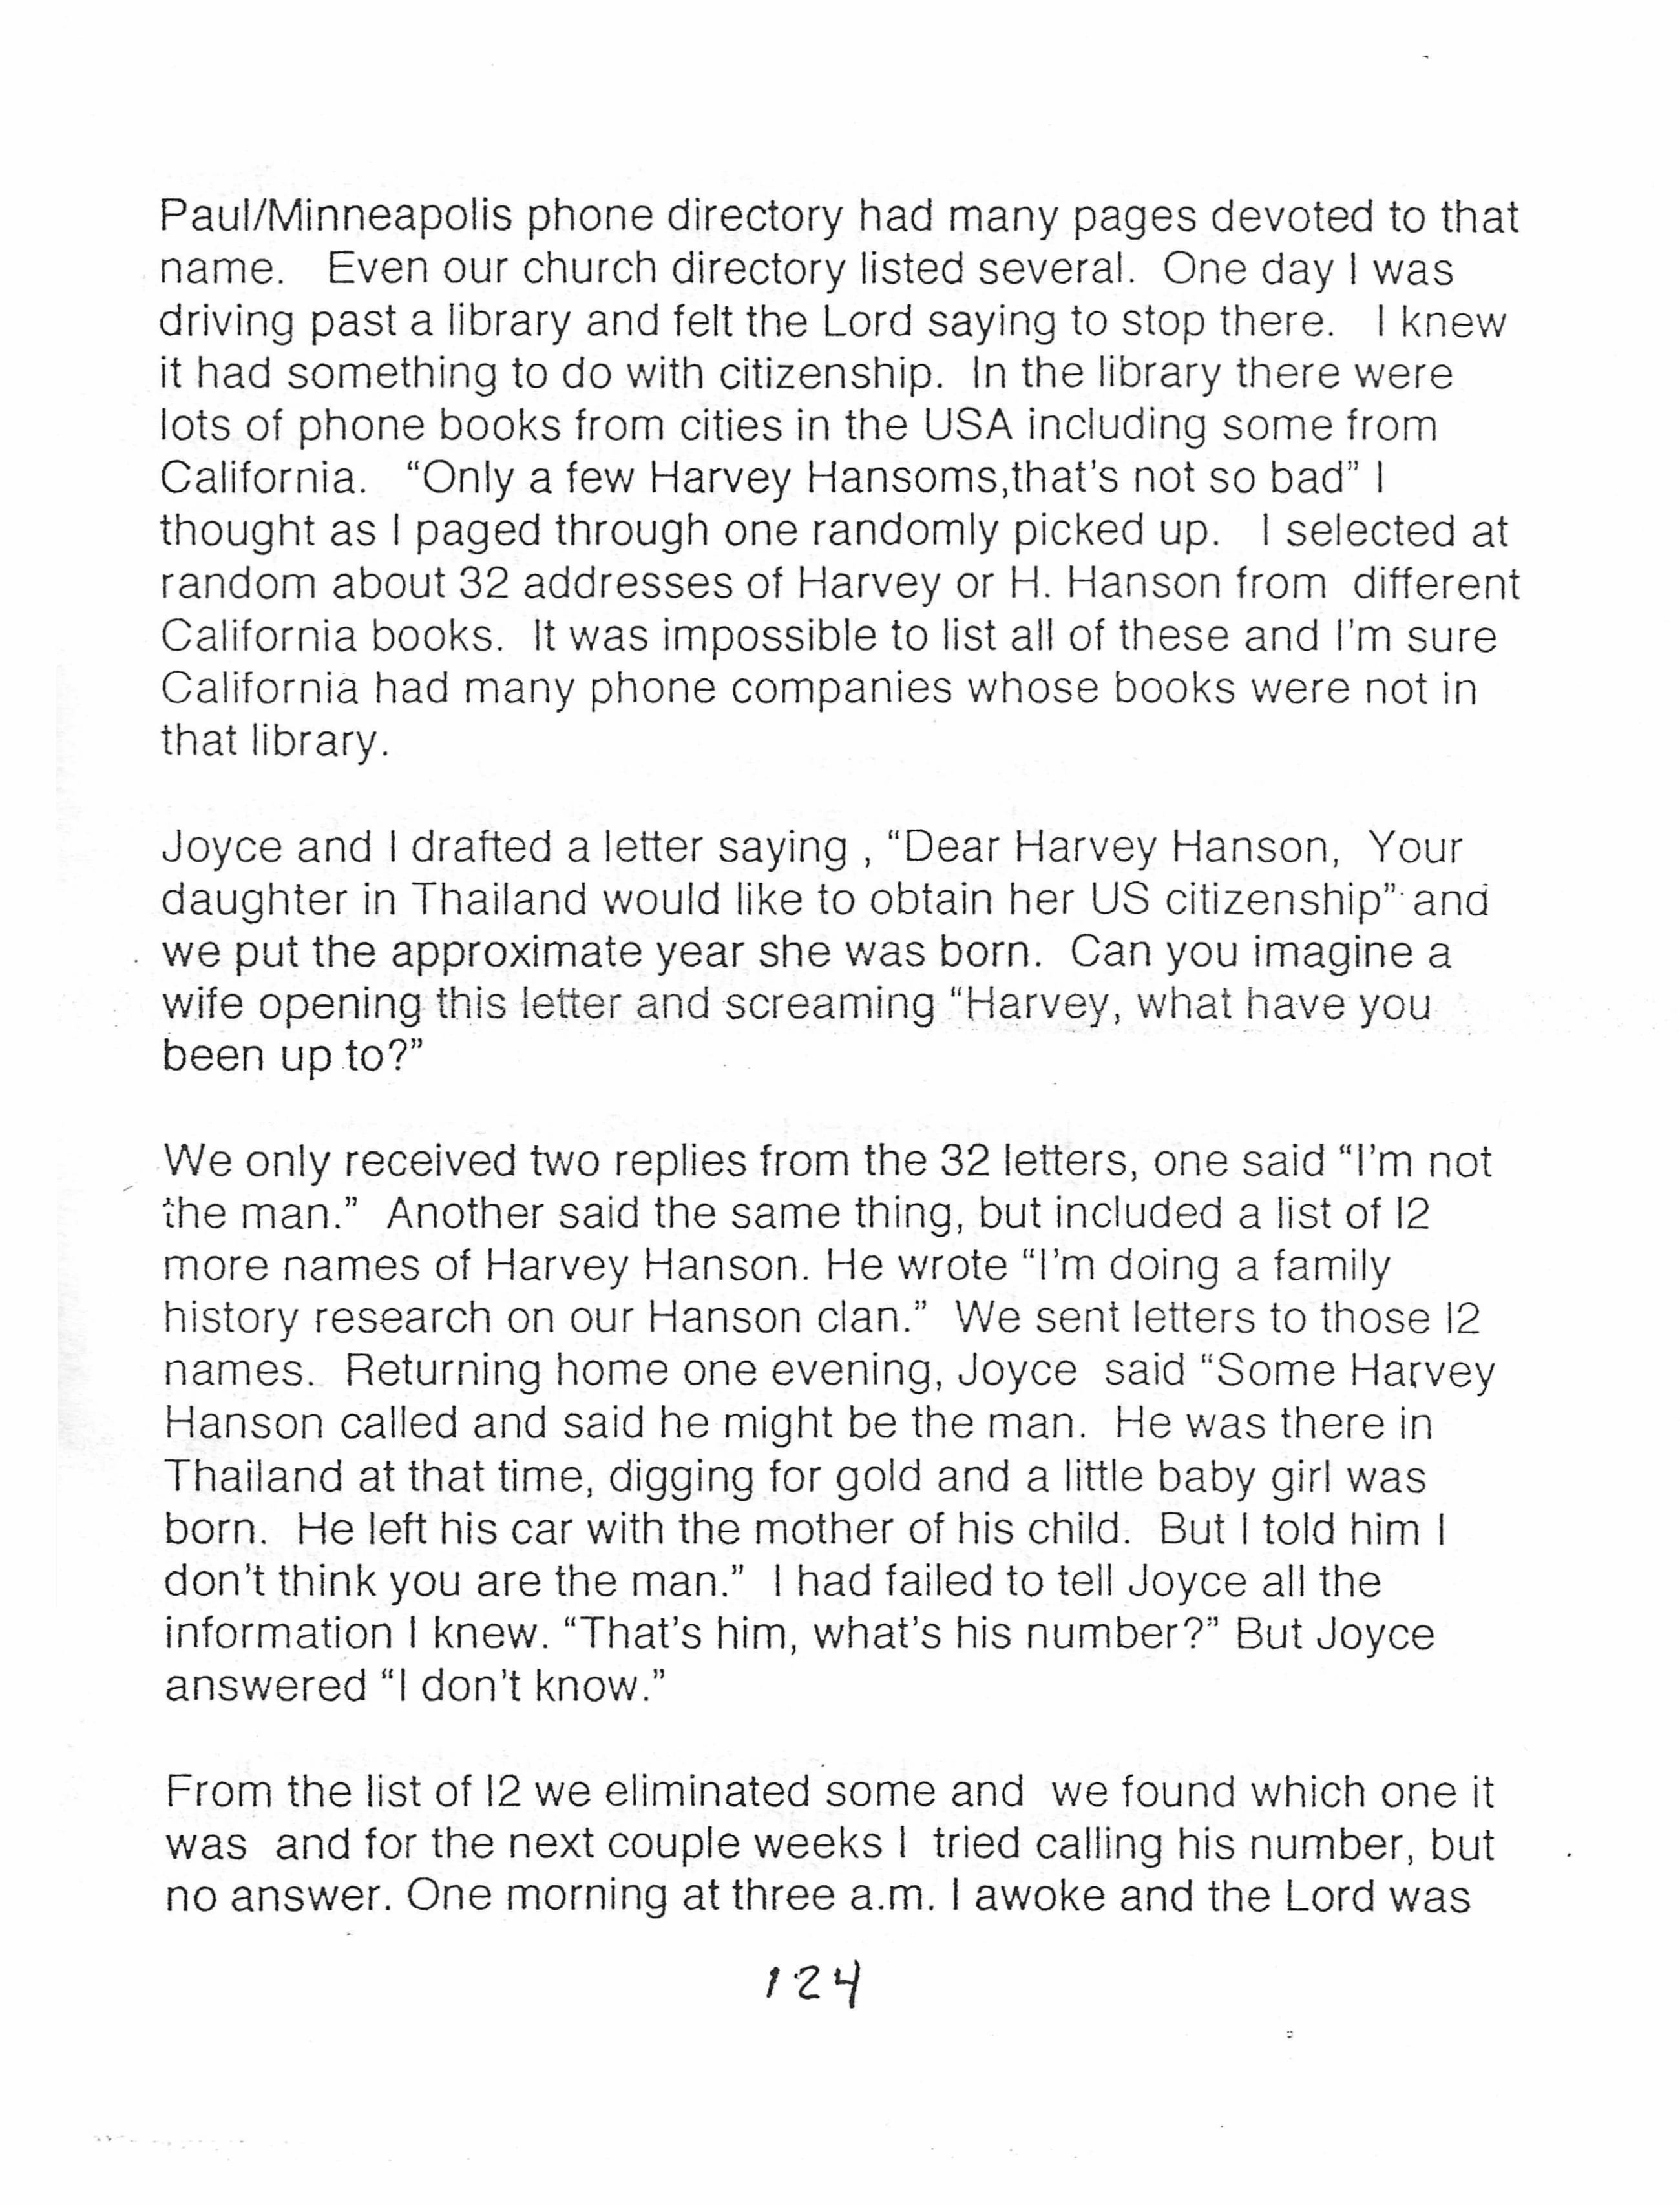 Paul/Minneapolis phone directory had many pages devoted to that
name. Even our church directory listed several. One day I was
driving past a library and felt the Lord saying to stop there. I knew
it had something to do with citizenship. In the library there were
lots of phone books from cities in the USA including some from
California. “Only a few Harvey Hansoms,that's not so bad” I
thought as I paged through one randomly picked up. I selected at
random about 32 addresses of Harvey or H. Hanson from different
California books. It was impossible to list all of these and I'm sure
California had many phone companies whose books were not in
that library.

Joyce and I drafted a letter saying , “Dear Harvey Hanson, Your
daughter in Thailand would like to obtain her US citizenship” and
we put the approximate year she was born. Can you imagine a
wife opening this letter and screaming “Harvey, what have you
been up to?”

We only received two replies from the 32 letters, one said “I'm not
the man.” Another said the same thing, but included a list of l2
more names of Harvey Hanson. He wrote “I'm doing a family
history research on our Hanson clan.” We sent letters to those l2
names. Returning home one evening, Joyce said “Some Harvey
Hanson called and said he might be the man. He was there in
Thailand at that time, digging for gold and a little baby girl was
born. He left his car with the mother of his child. But I told him I
don't think you are the man.” I had failed to tell Joyce all the
information I knew. “That's him, what's his number?” But Joyce
answered “I don't know.”

From the list of l2 we eliminated some and we found which one it
was and for the next couple weeks I tried calling his number, but
no answer. One morning at three a.m. I awoke and the Lord was
124